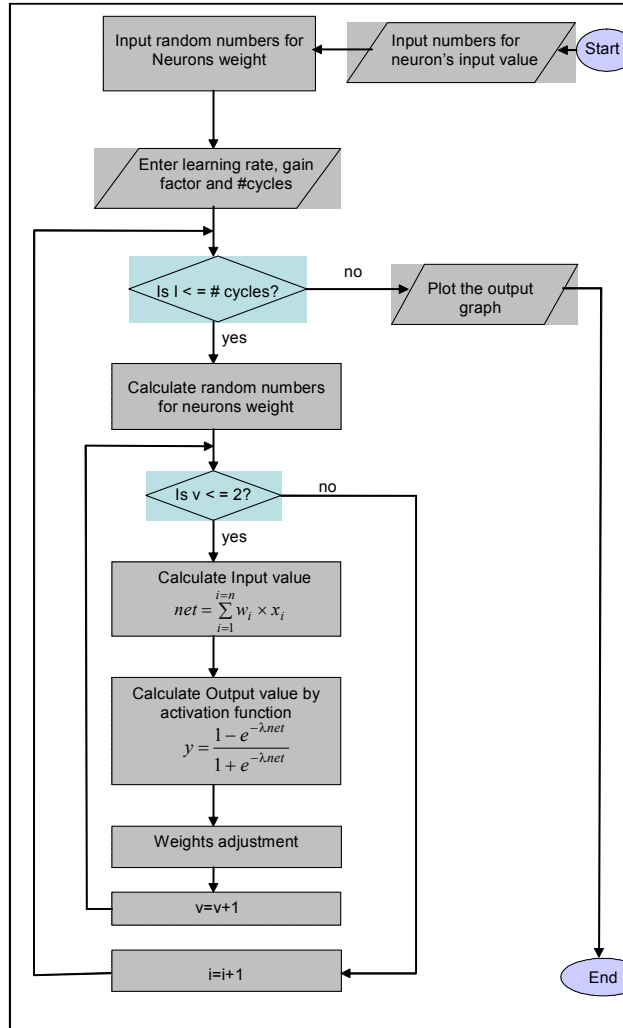 Start
Input numbers for
neuron's input value
Input random numbers for
Neurons weight
Enter learning rate, gain
factor and #cycles
Is I < = # cycles?
no
Plot the output
graph
yes
Calculate random numbers
for neurons weight
Is v < = 2?
no
yes
Calculate Input value
net = \sum_{i=1}^{i=n} w_i × x_i
Calculate Output value by
activation function
y = \frac{1 - e^{-λnet}}{1 + e^{-λnet}}
Weights adjustment
v=v+1
i=i+1
End